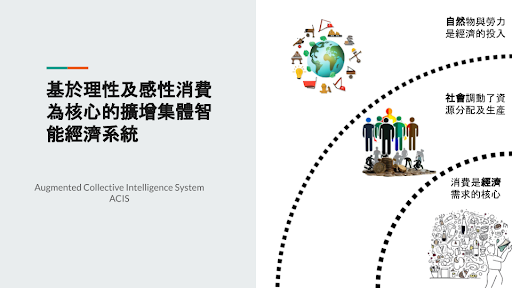 基於理性及感性消費
為核心的擴增集體智
能經濟系統
Augmented Collective Intelligence System
ACIS
自然物與勞力
是經濟的投入
社會調動了資
源分配及生產
消費是經濟
需求的核心